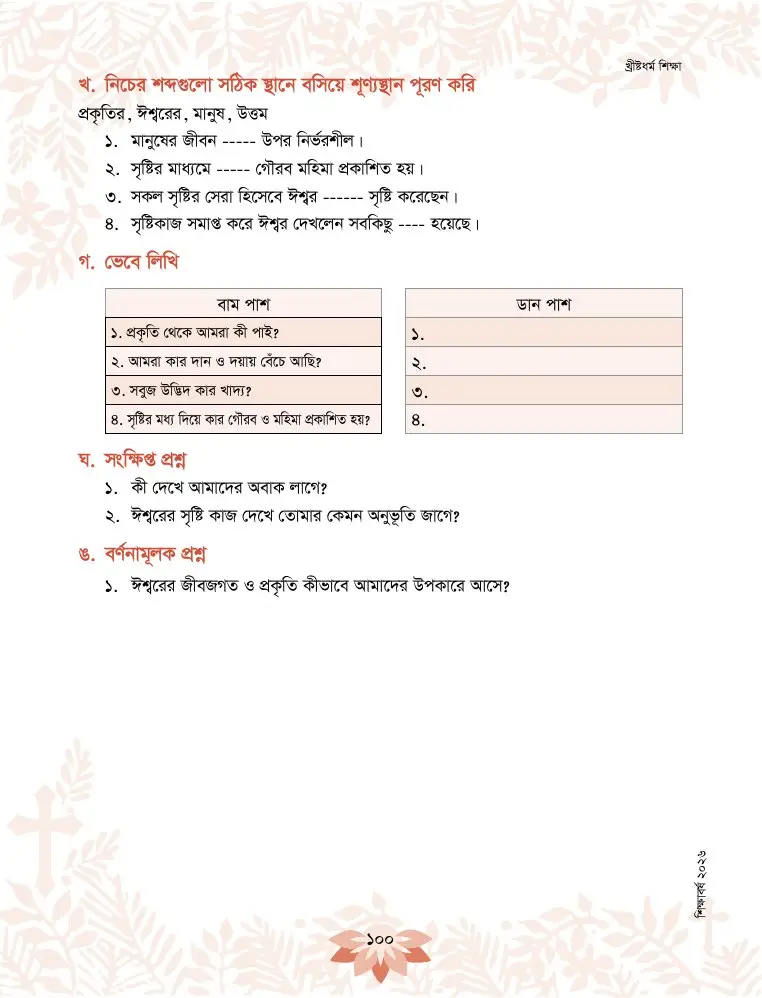 খ্রীষ্টধর্ম শিক্ষা
খ. নিচের শব্দগুলো সঠিক স্থানে বসিয়ে শূণ্যস্থান পূরণ করি
প্রকৃতির, ঈশ্বরের, মানুষ, উত্তম
১. মানুষের জীবন ----- উপর নির্ভরশীল।
২. সৃষ্টির মাধ্যমে ----- গৌরব মহিমা প্রকাশিত হয়।
৩. সকল সৃষ্টির সেরা হিসেবে ঈশ্বর ------ সৃষ্টি করেছেন।
৪. সৃষ্টিকাজ সমাপ্ত করে ঈশ্বর দেখলেন সবকিছু ---- হয়েছে।
গ. ভেবে লিখি
বাম পাশ
১. প্রকৃতি থেকে আমরা কী পাই?
২. আমরা কার দান ও দয়ায় বেঁচে আছি?
৩. সবুজ উদ্ভিদ কার খাদ্য?
৪. সৃষ্টির মধ্য দিয়ে কার গৌরব ও মহিমা প্রকাশিত হয়?
ডান পাশ
১.
২.
৩.
৪.
ঘ. সংক্ষিপ্ত প্রশ্ন
১. কী দেখে আমাদের অবাক লাগে?
২. ঈশ্বরের সৃষ্টি কাজ দেখে তোমার কেমন অনুভূতি জাগে?
ঙ. বর্ণনামূলক প্রশ্ন
১. ঈশ্বরের জীবজগত ও প্রকৃতি কীভাবে আমাদের উপকারে আসে?
শিক্ষাবর্ষ ২০২৬
১০০